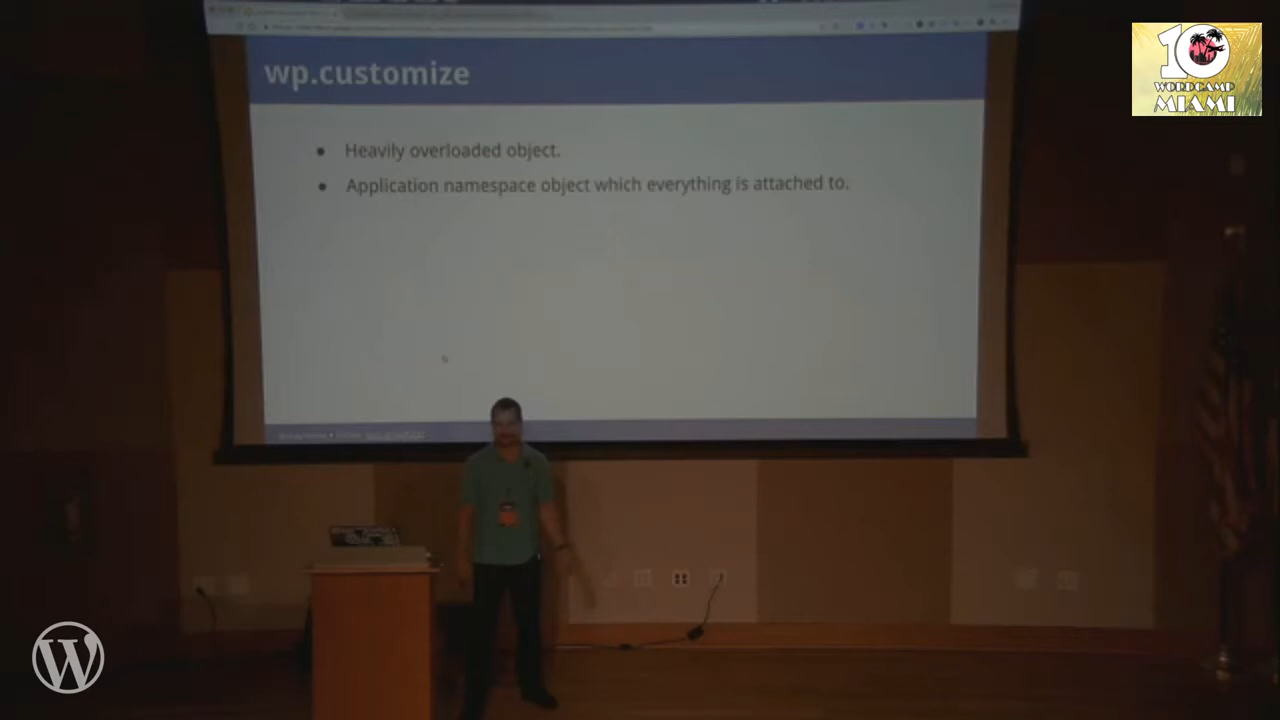 wp.customize
● Heavily overloaded object.
● Application namespace object which everything is attached to.
10
WORDCAMP
MIAMI